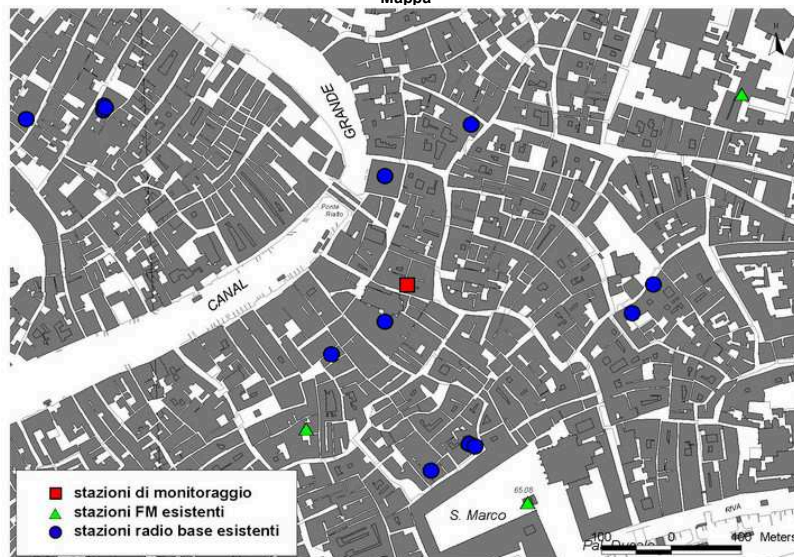 Mappa
N
GRANDE
Ponte
Rialto
CANAL
65.08
S. Marco
RIVA
stazioni di monitoraggio
stazioni FM esistenti
stazioni radio base esistenti
100 0 400 Meters